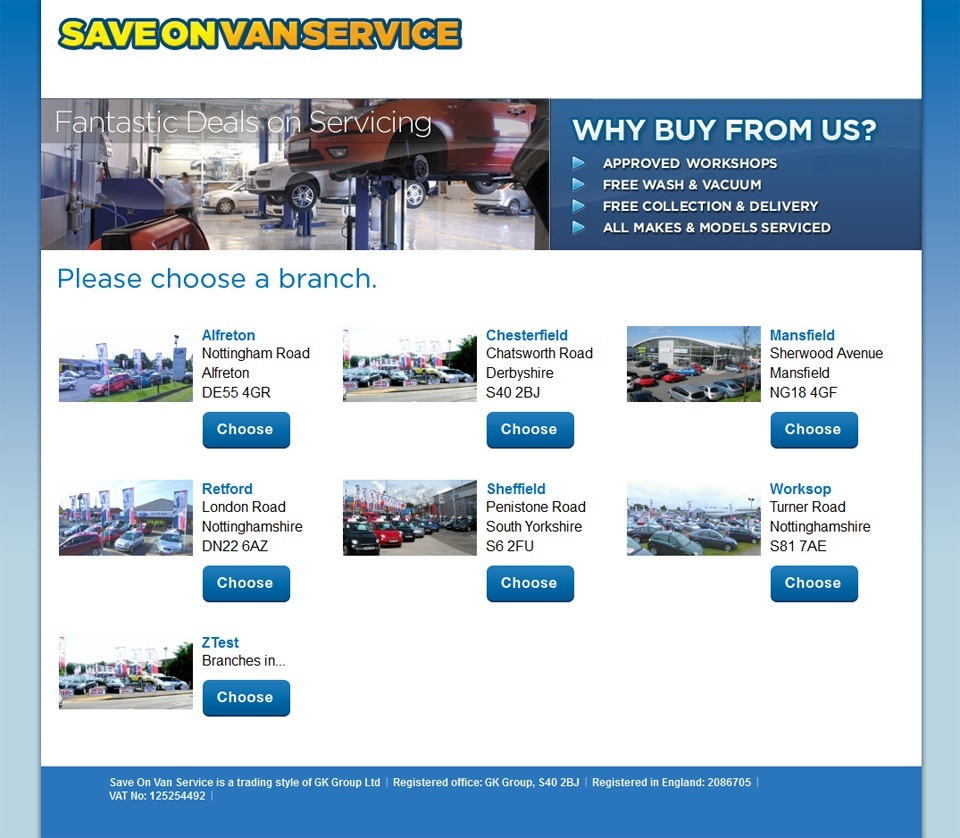 SAVE ON VAN SERVICE
Fantastic Deals on Servicing
WHY BUY FROM US?
APPROVED WORKSHOPS
FREE WASH & VACUUM
FREE COLLECTION & DELIVERY
ALL MAKES & MODELS SERVICED
Please choose a branch.
Alfreton
Nottingham Road
Alfreton
DE55 4GR
Choose
Chesterfield
Chatsworth Road
Derbyshire
S40 2BJ
Choose
Mansfield
Sherwood Avenue
Mansfield
NG18 4GF
Choose
Retford
London Road
Nottinghamshire
DN22 6AZ
Choose
Sheffield
Penistone Road
South Yorkshire
S6 2FU
Choose
Worksop
Turner Road
Nottinghamshire
S81 7AE
Choose
ZTest
Branches in...
Choose
Save On Van Service is a trading style of GK Group Ltd | Registered office: GK Group, S40 2BJ | Registered in England: 2086705 |
VAT No: 125254492 |